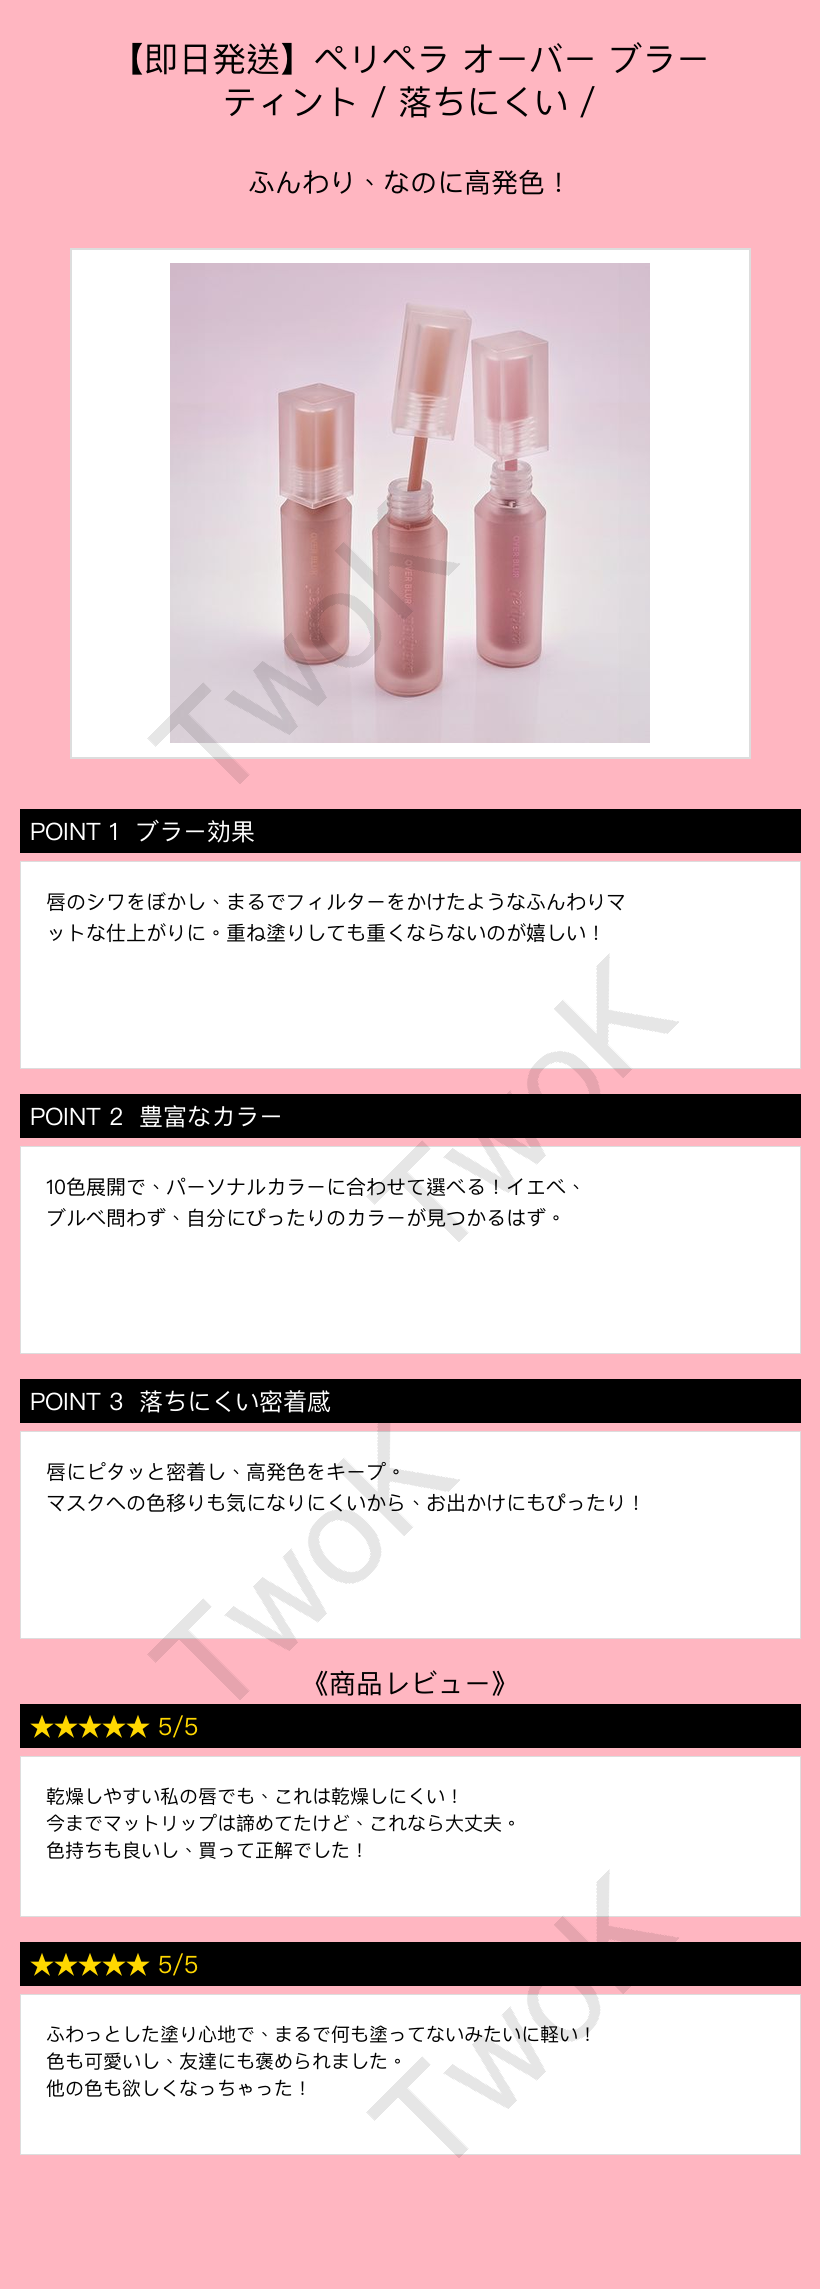 【即日発送】ペリペラ オーバー ブラー
ティント / 落ちにくい /
ふんわり、なのに高発色！
OVER BLUR
OVER BLUR
OVER BLUR
TwoK
POINT 1 ブラー効果
唇のシワをぼかし、まるでフィルターをかけたようなふんわりマ
ットな仕上がりに。重ね塗りしても重くならないのが嬉しい！
TwoK
POINT 2 豊富なカラー
10色展開で、パーソナルカラーに合わせて選べる！イエベ、
ブルベ問わず、自分にぴったりのカラーが見つかるはず。
POINT 3 落ちにくい密着感
唇にピタッと密着し、高発色をキープ。
マスクへの色移りも気になりにくいから、お出かけにもぴったり！
TwoK
《商品レビュー》
★★★★★ 5/5
乾燥しやすい私の唇でも、これは乾燥しにくい！
今までマットリップは諦めてたけど、これなら大丈夫。
色持ちも良いし、買って正解でした！
★★★★★ 5/5
ふわっとした塗り心地で、まるで何も塗ってないみたいに軽い！
色も可愛いし、友達にも褒められました。
他の色も欲しくなっちゃった！
TwoK